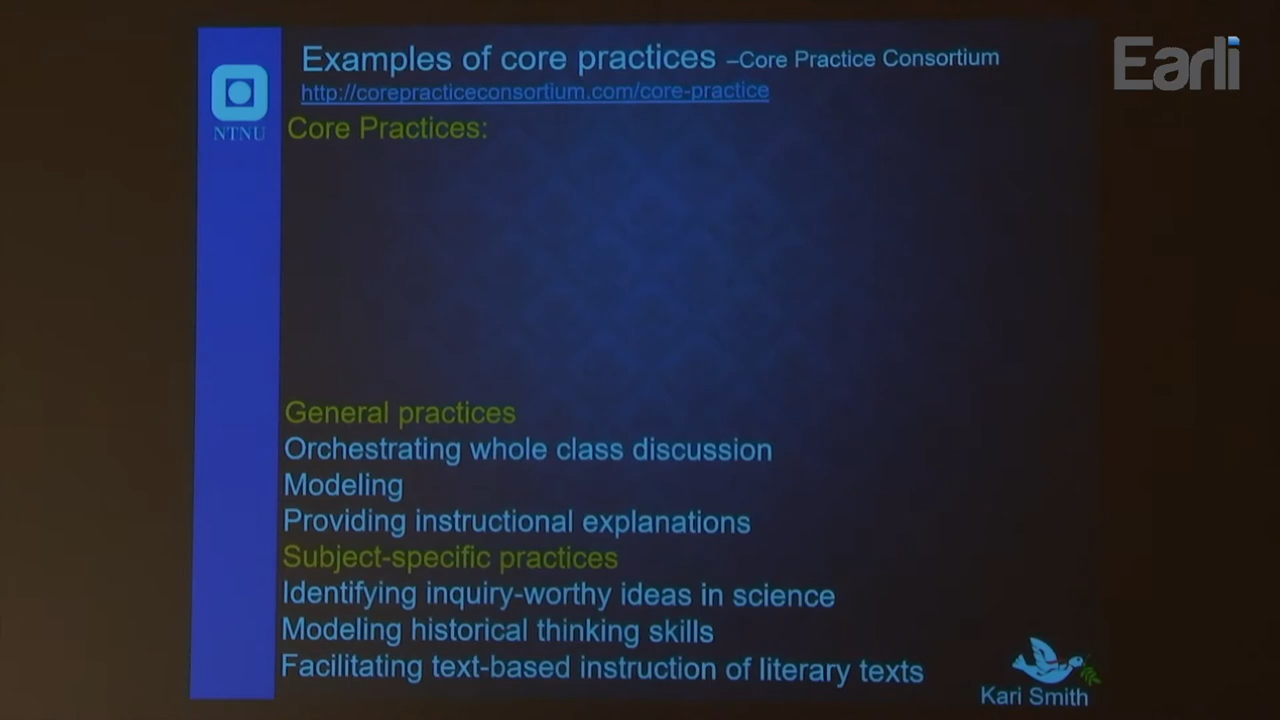 Examples of core practices –Core Practice Consortium
http://corepracticeconsortium.com/core-practice
NTNU
Core Practices:
General practices
Orchestrating whole class discussion
Modeling
Providing instructional explanations
Subject-specific practices
Identifying inquiry-worthy ideas in science
Modeling historical thinking skills
Facilitating text-based instruction of literary texts
Kari Smith
Earli